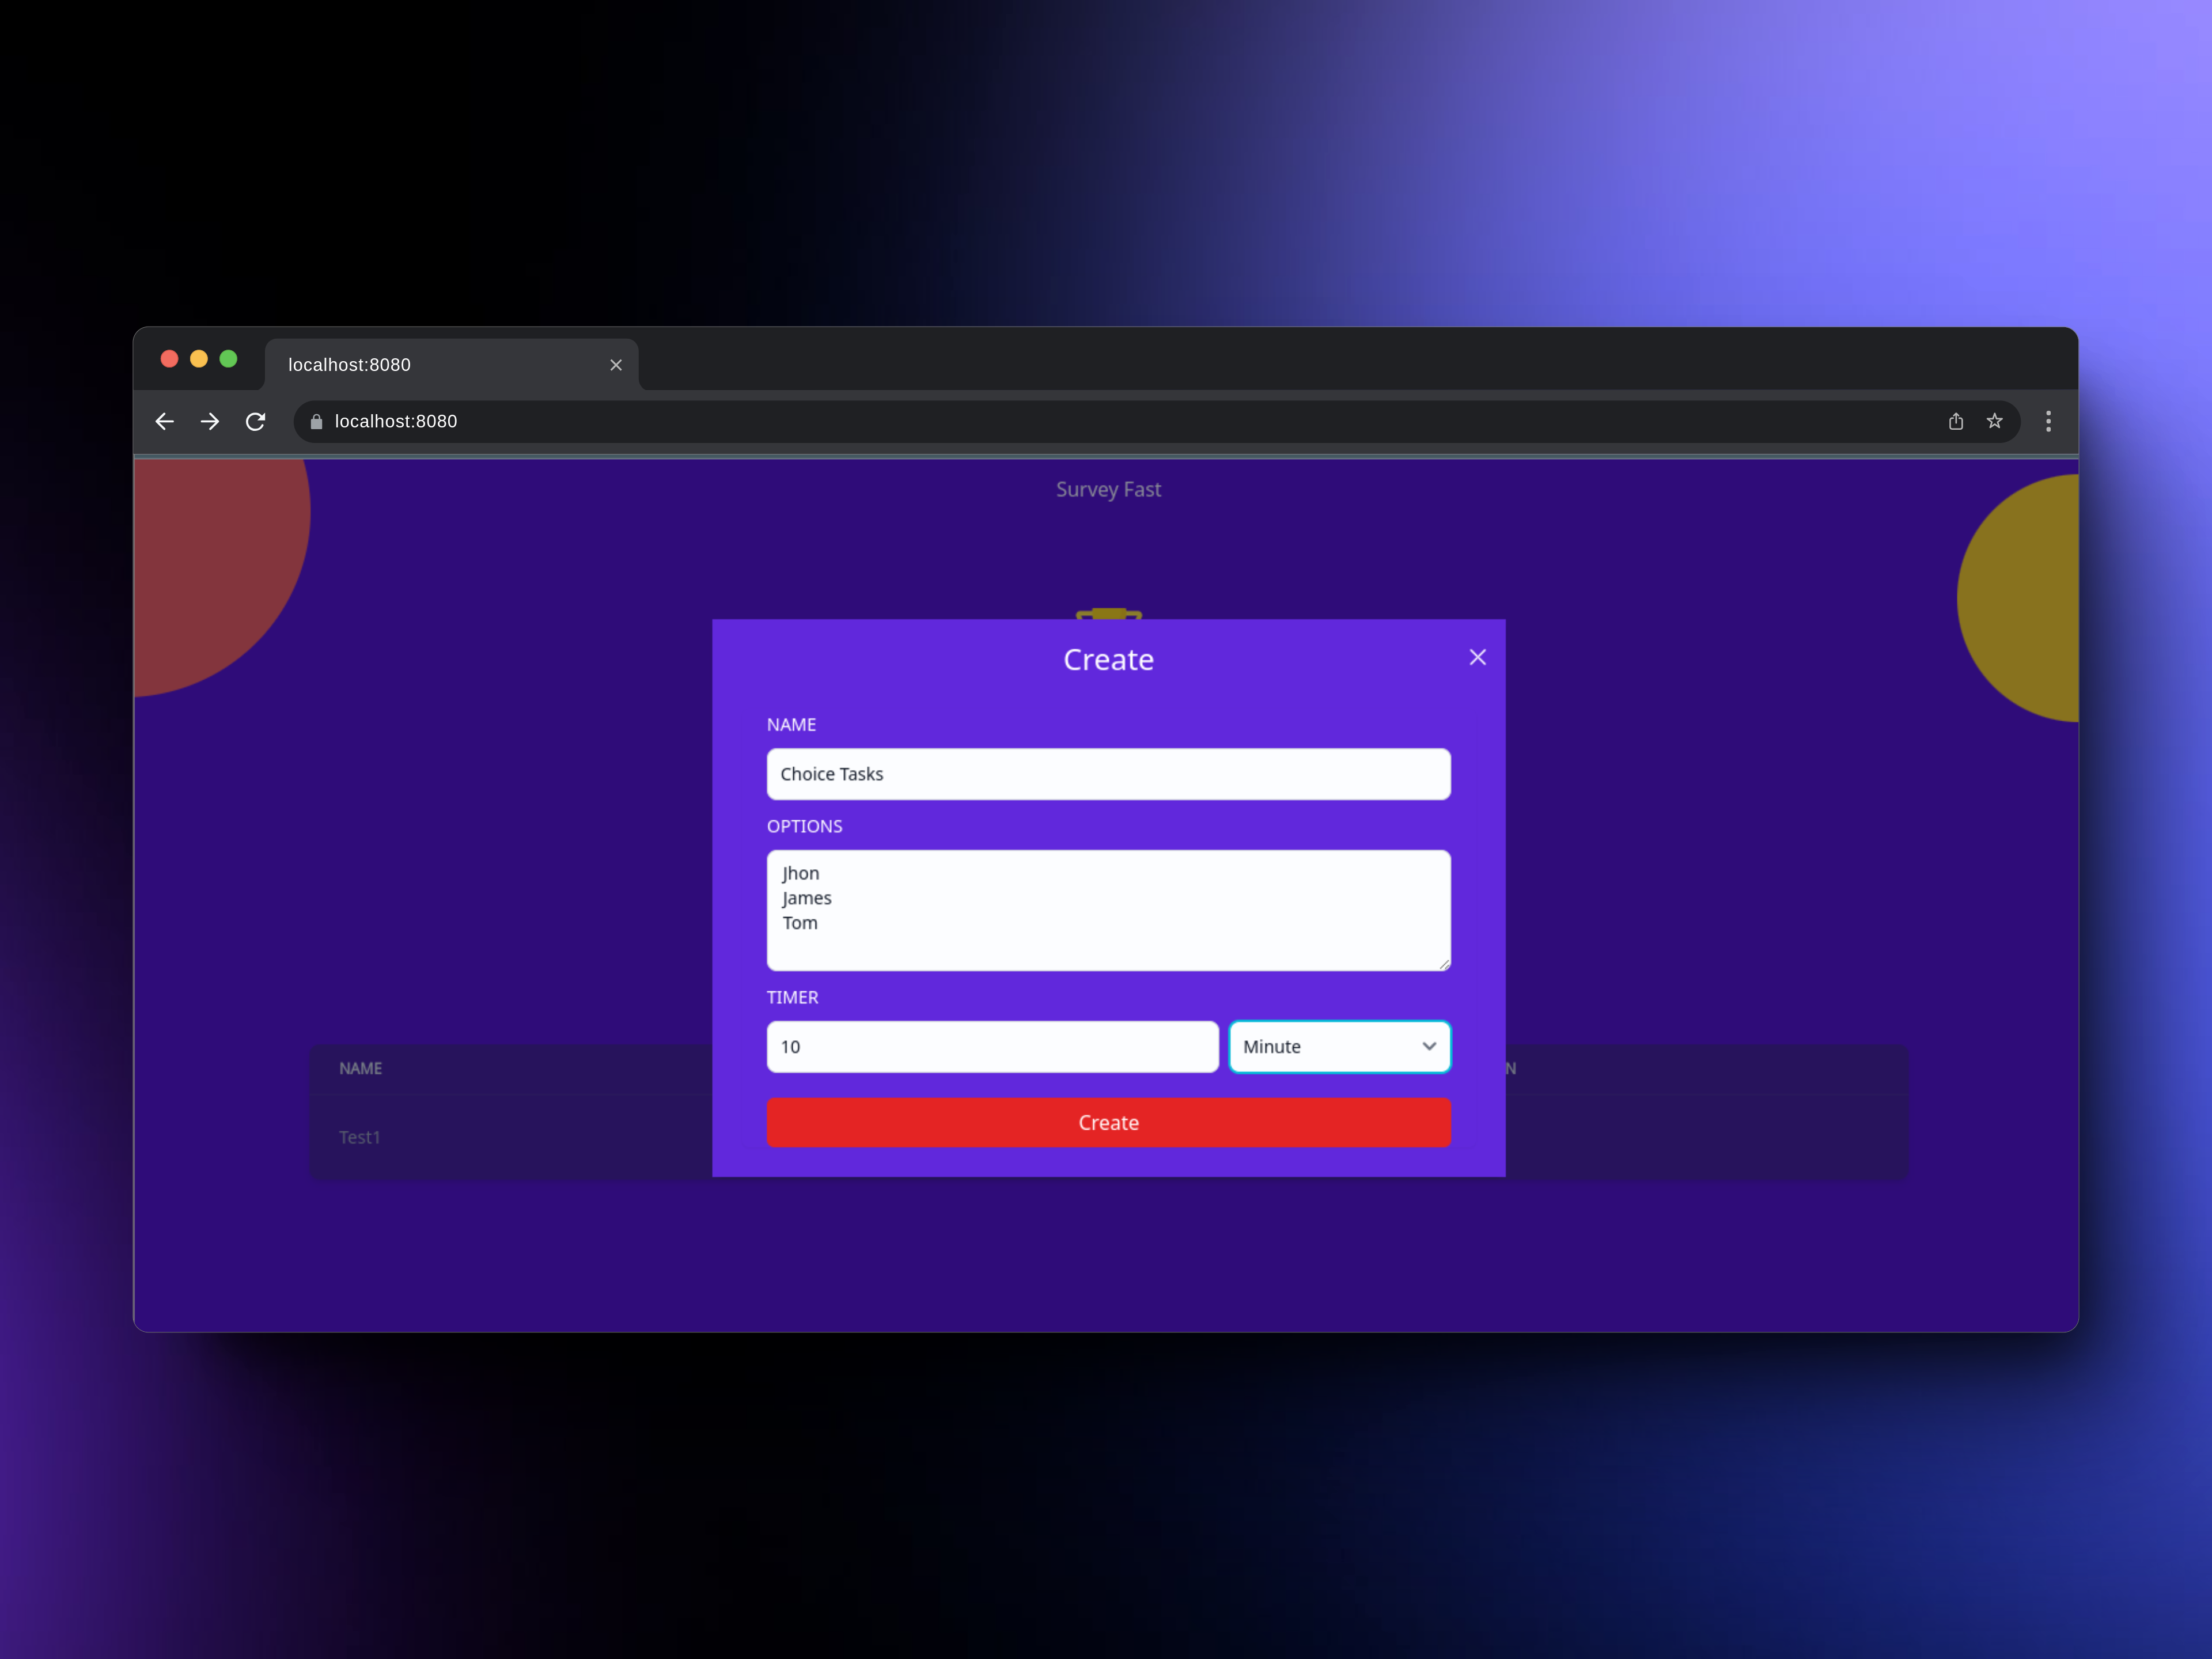 localhost:8080
localhost:8080
Survey Fast
Create
NAME
Choice Tasks
OPTIONS
Jhon
James
Tom
TIMER
10 Minute
NAME
Create
Test1